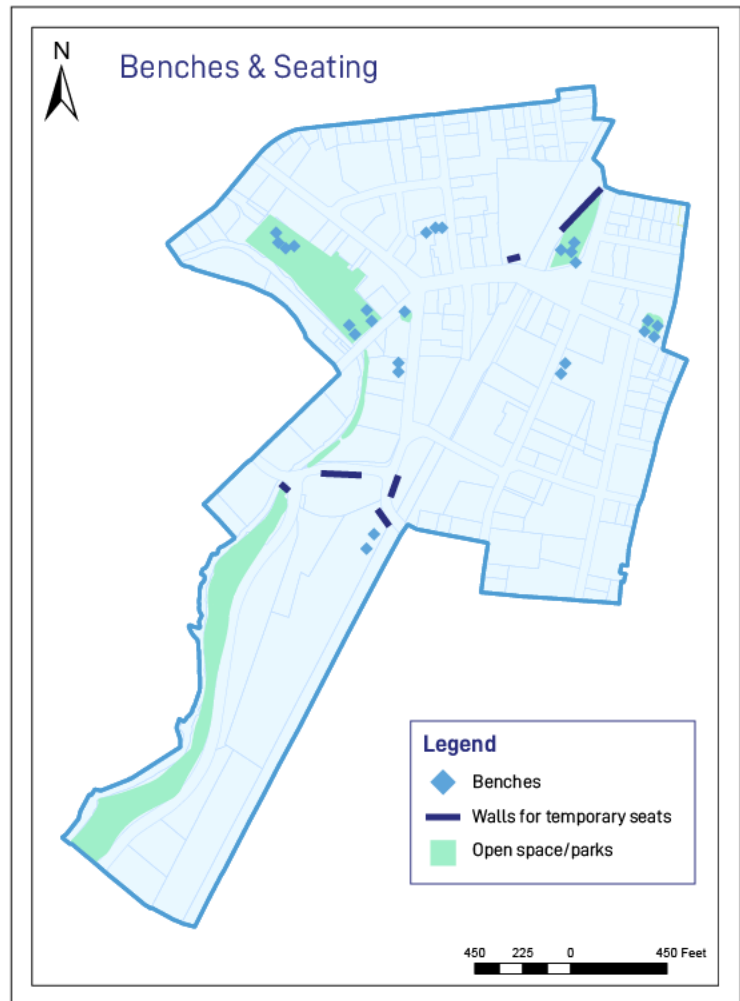 N
Benches & Seating
Legend
Benches
Walls for temporary seats
Open space/parks
450 225 0 450 Feet